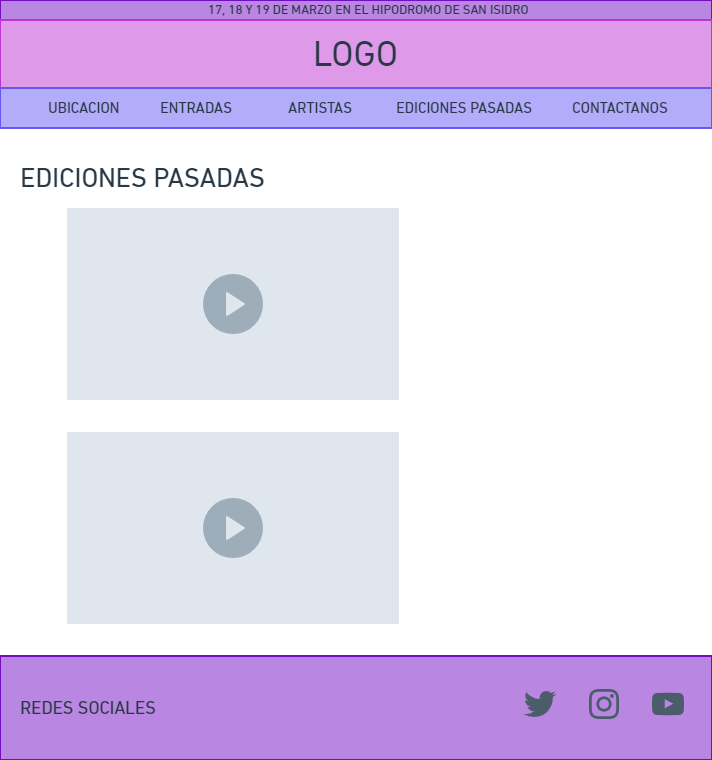 17, 18 Y 19 DE MARZO EN EL HIPODROMO DE SAN ISIDRO
LOGO
UBICACION ENTRADAS ARTISTAS EDICIONES PASADAS CONTACTANOS
EDICIONES PASADAS
REDES SOCIALES